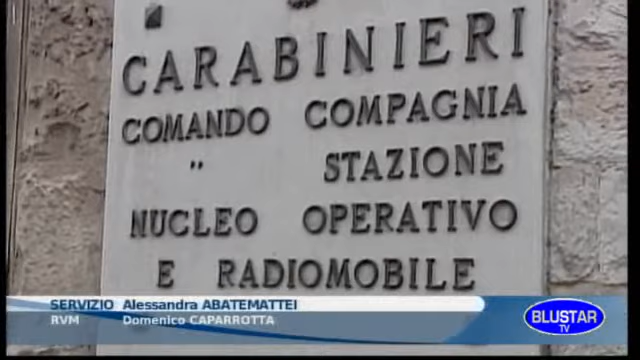 CARABINIERI
COMANDO COMPAGNIA
" STAZIONE
NUCLEO OPERATIVO
E RADIOMOBILE
SERVIZIO Alessandra ABATEMATTEI
RVM Domenico CAPARROTTA
BLUSTAR
TV